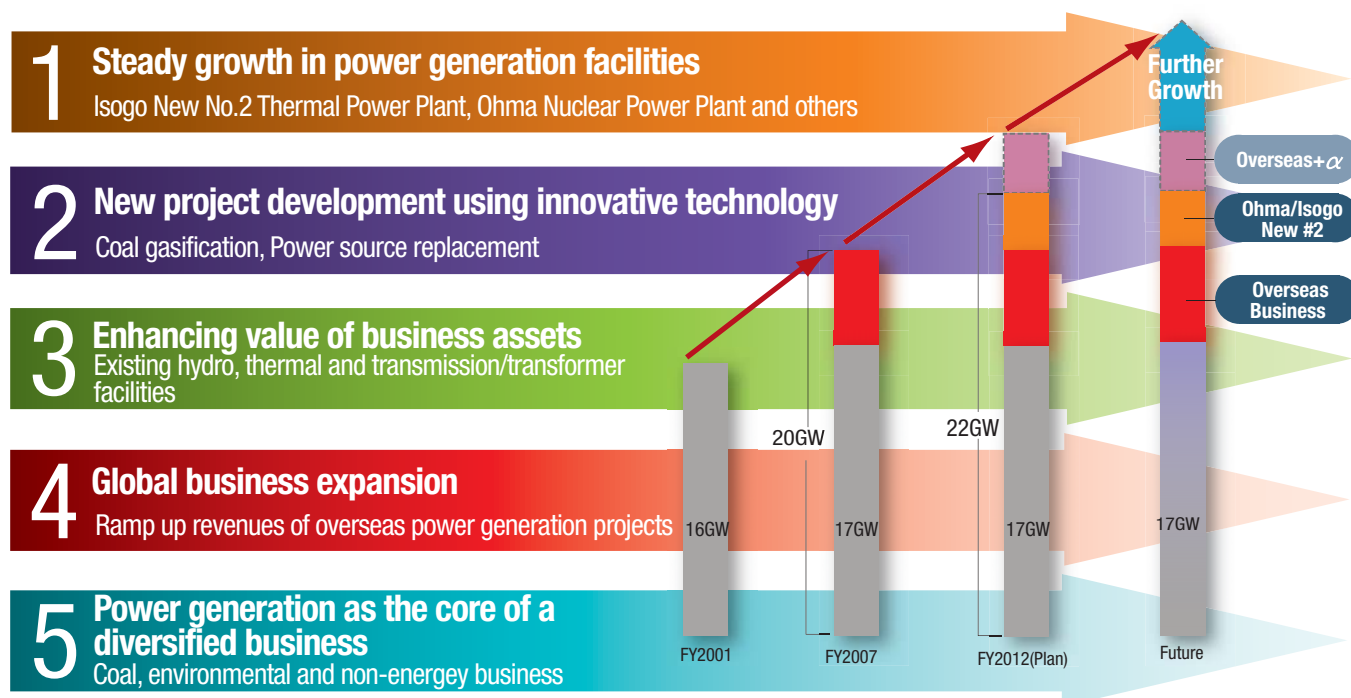 1
Steady growth in power generation facilities
Isogo New No.2 Thermal Power Plant, Ohma Nuclear Power Plant and others
2
New project development using innovative technology
Coal gasification, Power source replacement
3
Enhancing value of business assets
Existing hydro, thermal and transmission/transformer
facilities
4
Global business expansion
Ramp up revenues of overseas power generation projects
5
Power generation as the core of a
diversified business
Coal, environmental and non-energey business
16GW
FY2001
20GW
17GW
FY2007
22GW
17GW
FY2012(Plan)
Further
Growth
17GW
Future
Overseas+α
Ohma/Isogo
New #2
Overseas
Business